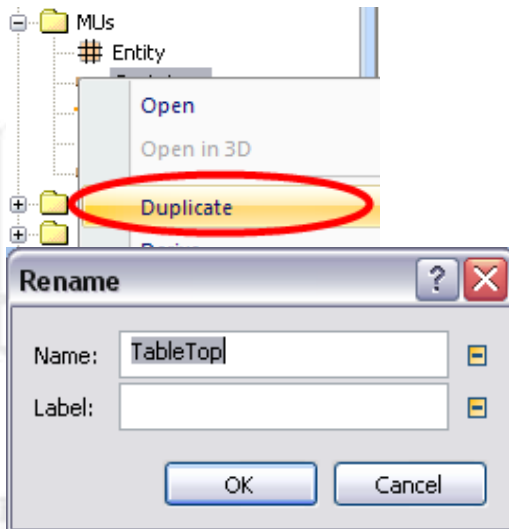 MUs
Entity
Open
Open in 3D
Duplicate
Rename
?
Name: TableTop
Label:
OK Cancel